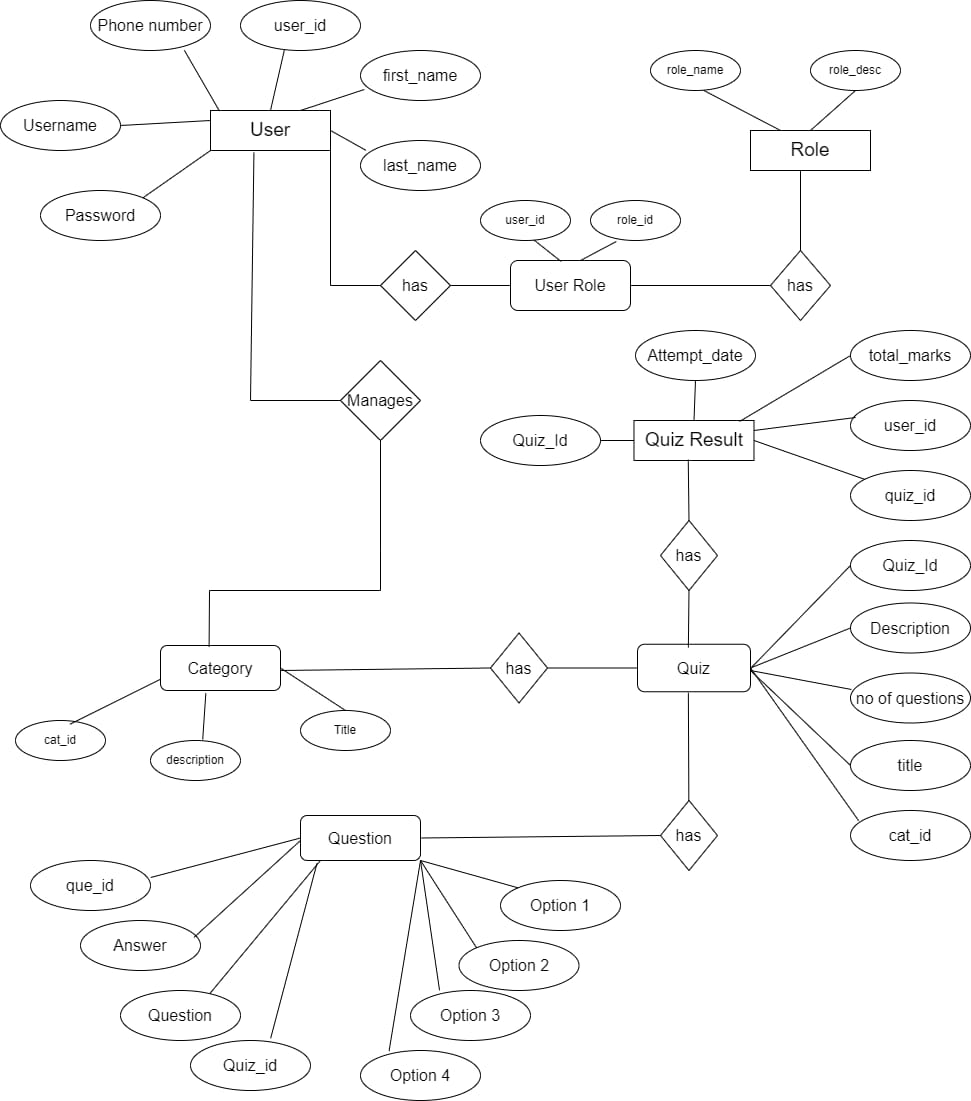 Phone number
user_id
first_name
Username
User
last_name
Password
role_name
role_desc
Role
user_id
role_id
has
User Role
has
Manages
Attempt_date
total_marks
Quiz_Id
Quiz Result
user_id
quiz_id
has
Quiz_Id
Description
Category
has
Quiz
no of questions
cat_id
description
Title
title
cat_id
Question
has
que_id
Answer
Question
Quiz_id
Option 1
Option 2
Option 3
Option 4